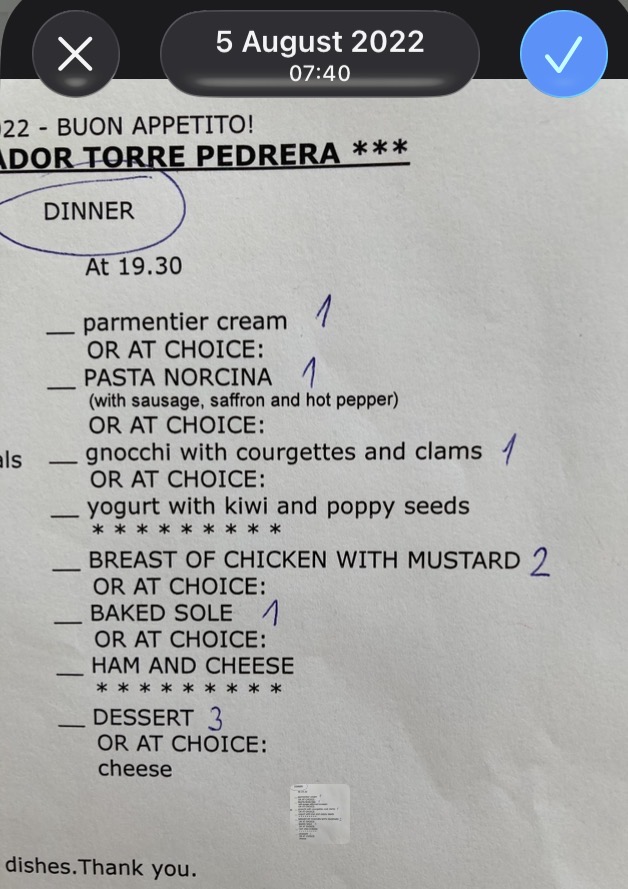 5 August 2022
07:40
022 - BUON APPETITO!
ADOR TORRE PEDRERA ***
DINNER
At 19.30
__ parmentier cream 1
OR AT CHOICE:
__ PASTA NORCINA 1
(with sausage, saffron and hot pepper)
OR AT CHOICE:
als __ gnocchi with courgettes and clams 1
OR AT CHOICE:
__ yogurt with kiwi and poppy seeds
* * * * * * * * *
__ BREAST OF CHICKEN WITH MUSTARD 2
OR AT CHOICE:
__ BAKED SOLE 1
OR AT CHOICE:
__ HAM AND CHEESE
* * * * * * * * *
__ DESSERT 3
OR AT CHOICE:
cheese
dishes.Thank you.